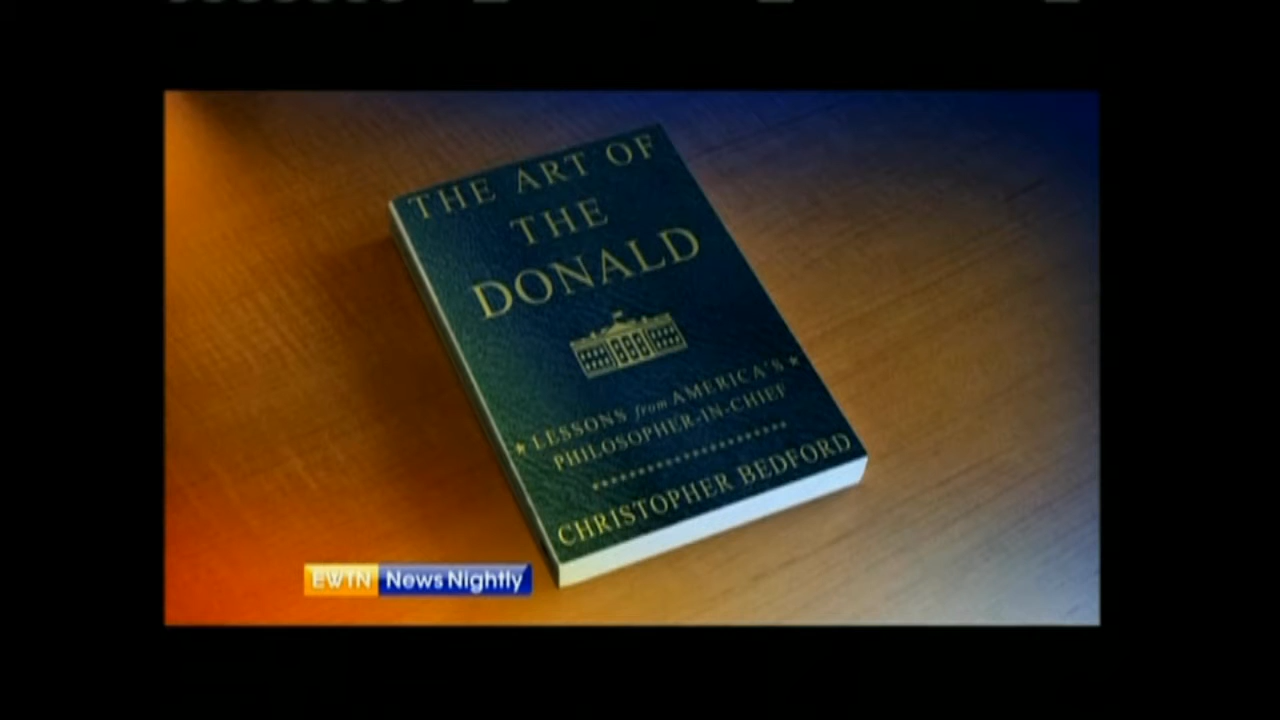 THE ART OF
THE
DONALD
★ LESSONS from AMERICA'S ★
PHILOSOPHER-IN-CHIEF
CHRISTOPHER BEDFORD
EWTN News Nightly